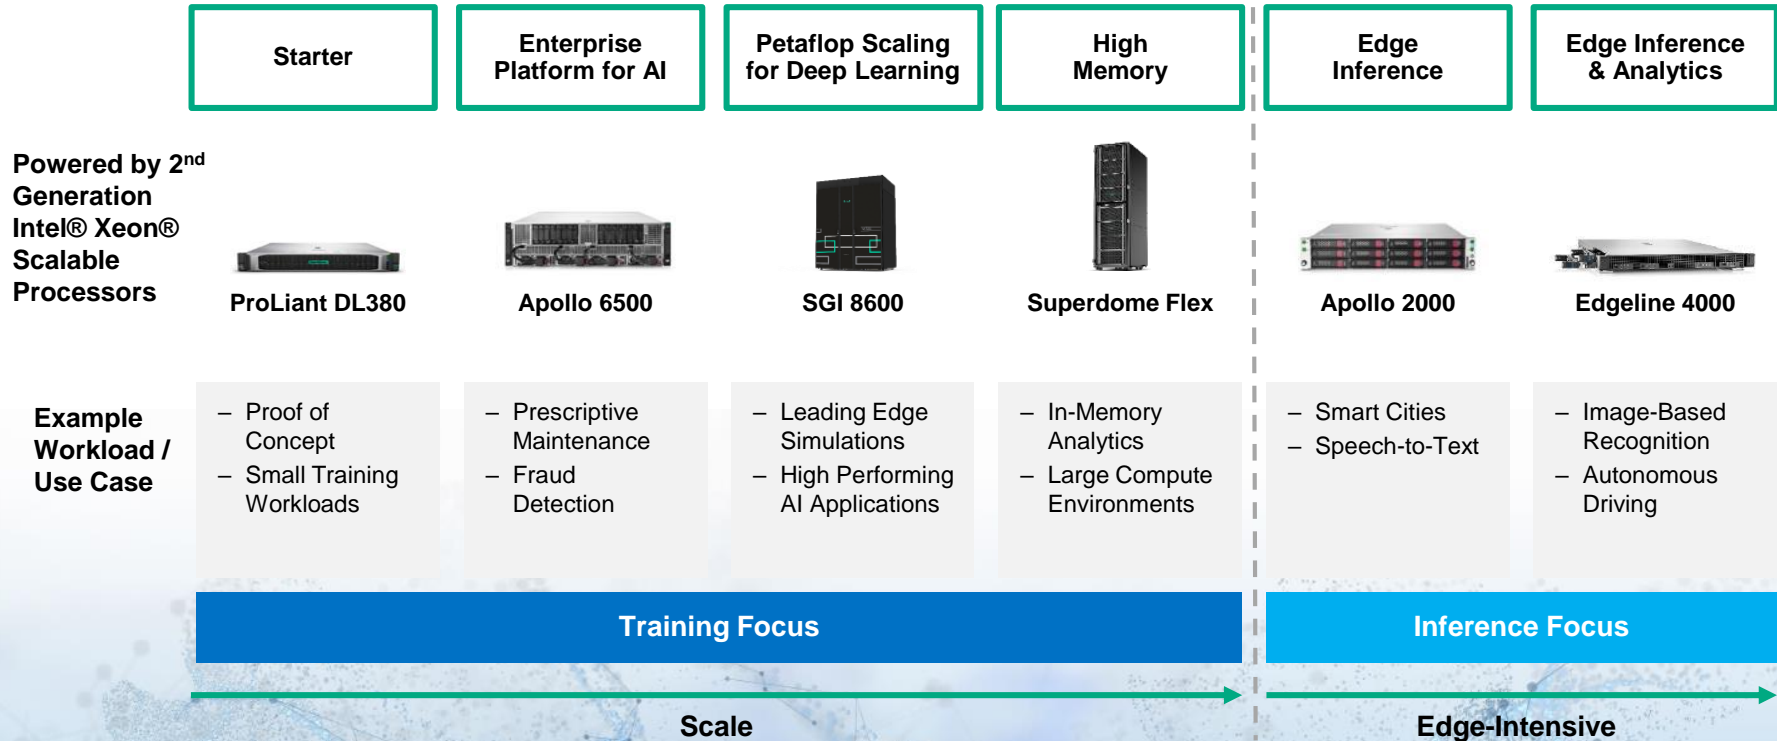 Starter
Enterprise
Platform for AI
Petaflop Scaling
for Deep Learning
High
Memory
Edge
Inference
Edge Inference
& Analytics
Powered by 2nd
Generation
Intel® Xeon®
Scalable
Processors
ProLiant DL380
Apollo 6500
SGI 8600
Superdome Flex
Apollo 2000
Edgeline 4000
Example
Workload /
Use Case
– Proof of
Concept
– Small Training
Workloads
– Prescriptive
Maintenance
– Fraud
Detection
– Leading Edge
Simulations
– High Performing
AI Applications
– In-Memory
Analytics
– Large Compute
Environments
– Smart Cities
– Speech-to-Text
– Image-Based
Recognition
– Autonomous
Driving
Training Focus
Inference Focus
Scale
Edge-Intensive